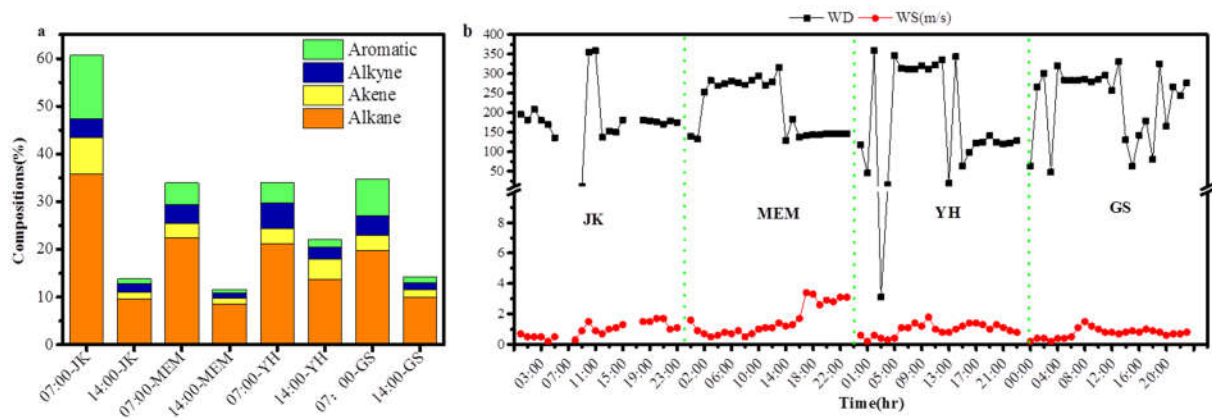 a
Compositions(%)
60
50
40
30
20
10
0
Aromatic
Alkyne
Akene
Alkane
07:00-JK
14:00-JK
07:00-MEM
14:00-MEM
07:00-YH
14:00-YH
07: 00-GS
14:00-GS
b
WD
WS(m/s)
400
350
300
250
200
150
100
50
8
6
4
2
0
JK
MEM
YH
GS
03:00
07:00
11:00
15:00
19:00
23:00
02:00
06:00
10:00
14:00
18:00
22:00
01:00
05:00
09:00
13:00
17:00
21:00
00:00
04:00
08:00
12:00
16:00
20:00
Time(hr)